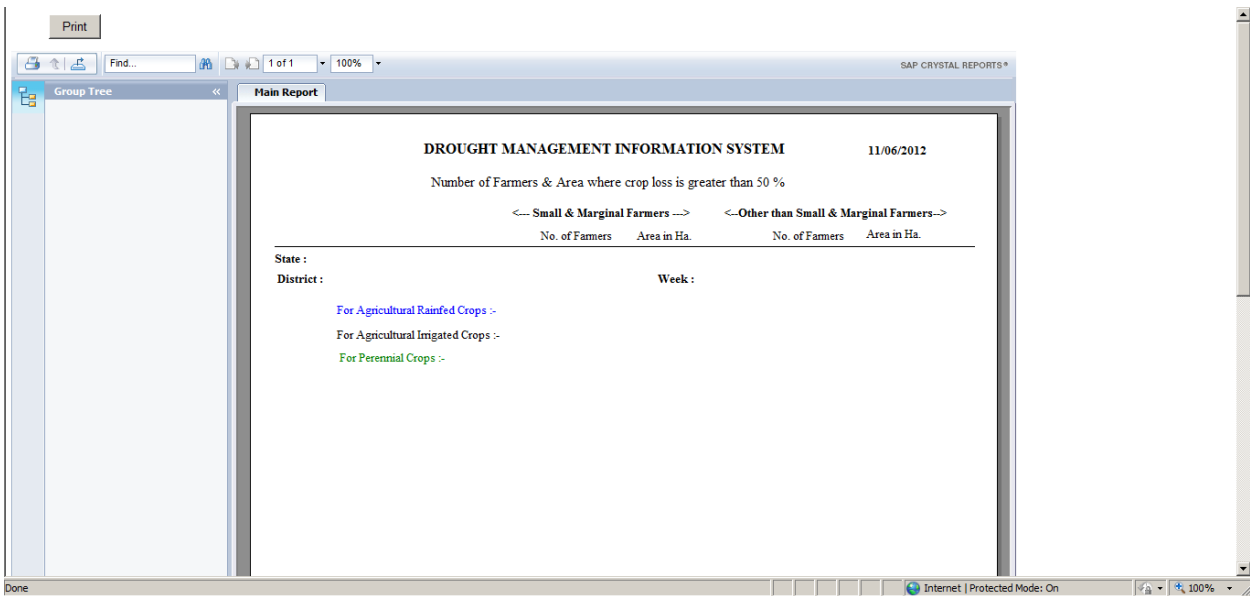 Print
Find... 1 of 1 100% SAP CRYSTAL REPORTS®
Group Tree « Main Report
DROUGHT MANAGEMENT INFORMATION SYSTEM 11/06/2012
Number of Farmers & Area where crop loss is greater than 50 %
<--- Small & Marginal Farmers ---> <--Other than Small & Marginal Farmers-->
No. of Farmers Area in Ha. No. of Farmers Area in Ha.
State :
District : Week :
For Agricultural Rainfed Crops :-
For Agricultural Irrigated Crops :-
For Perennial Crops :-
Done Internet | Protected Mode: On 100%